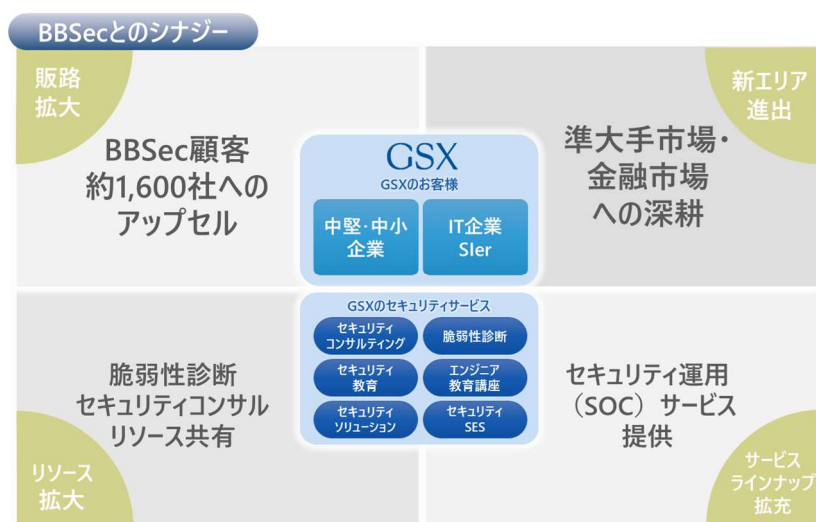 BBSecとのシナジー
販路
拡大
BBSec顧客
約1,600社への
アップセル
新エリア
進出
準大手市場・
金融市場
への深耕
GSX
GSXのお客様
中堅・中小
企業
IT企業
SIer
GSXのセキュリティサービス
セキュリティ
コンサルティング
脆弱性診断
セキュリティ
教育
エンジニア
教育講座
セキュリティ
ソリューション
セキュリティ
SES
脆弱性診断
セキュリティコンサル
リソース共有
リソース
拡大
セキュリティ運用
（SOC）サービス
提供
サービス
ラインナップ
拡充